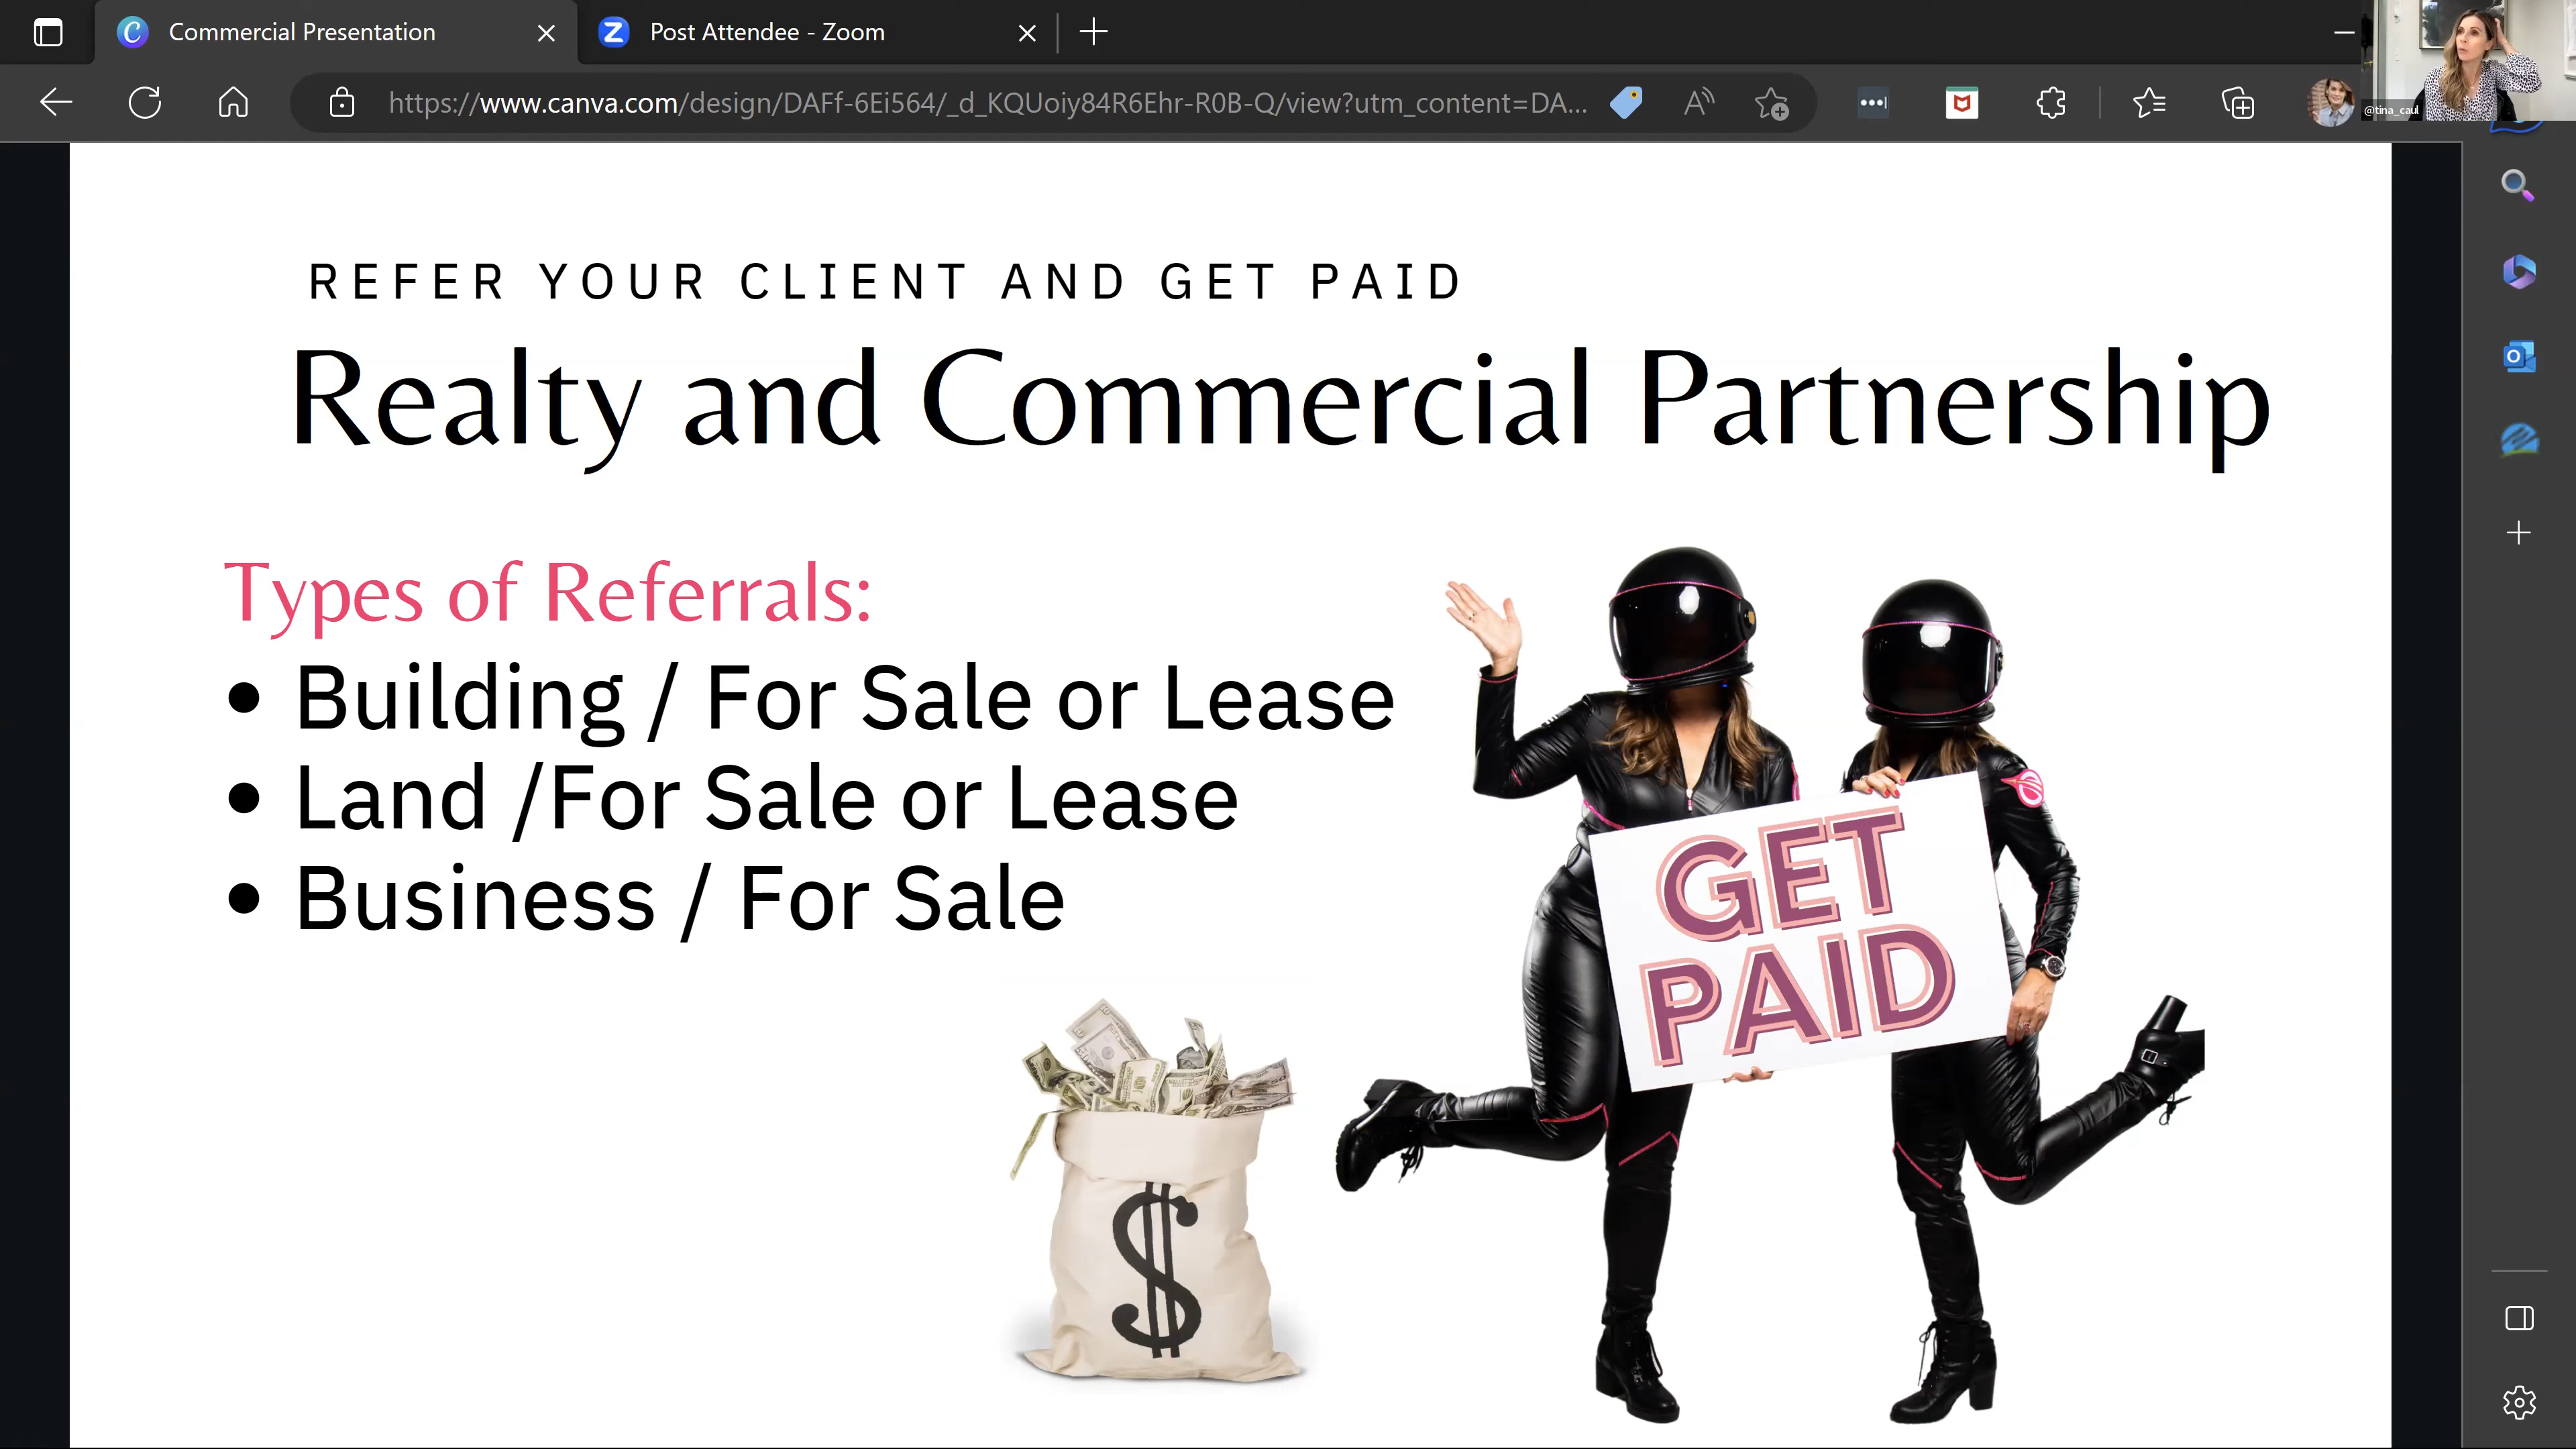 Commercial Presentation
Post Attendee - Zoom
https://www.canva.com/design/DAFf-6Ei564/_d_KQUoiy84R6Ehr-R0B-Q/view?utm_content=DA...
@tina_caul
REFER YOUR CLIENT AND GET PAID
Realty and Commercial Partnership
Types of Referrals:
• Building / For Sale or Lease
• Land /For Sale or Lease
• Business / For Sale
GET
PAID
$